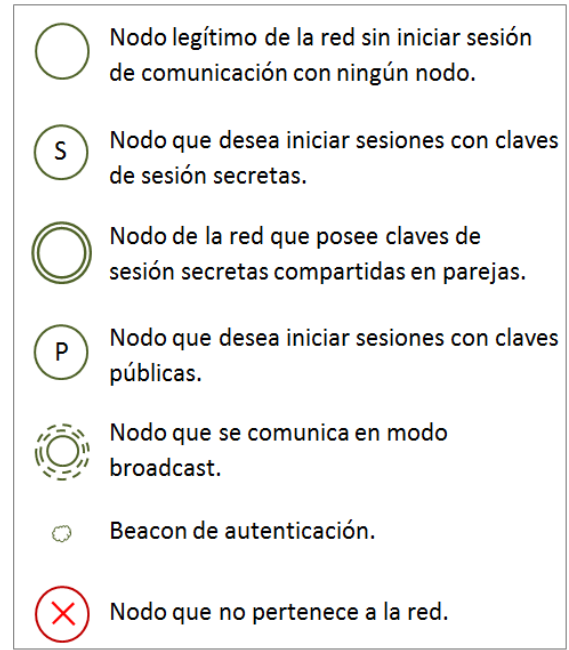 Nodo legítimo de la red sin iniciar sesión
de comunicación con ningún nodo.
S
Nodo que desea iniciar sesiones con claves
de sesión secretas.
Nodo de la red que posee claves de
sesión secretas compartidas en parejas.
P
Nodo que desea iniciar sesiones con claves
públicas.
Nodo que se comunica en modo
broadcast.
Beacon de autenticación.
Nodo que no pertenece a la red.